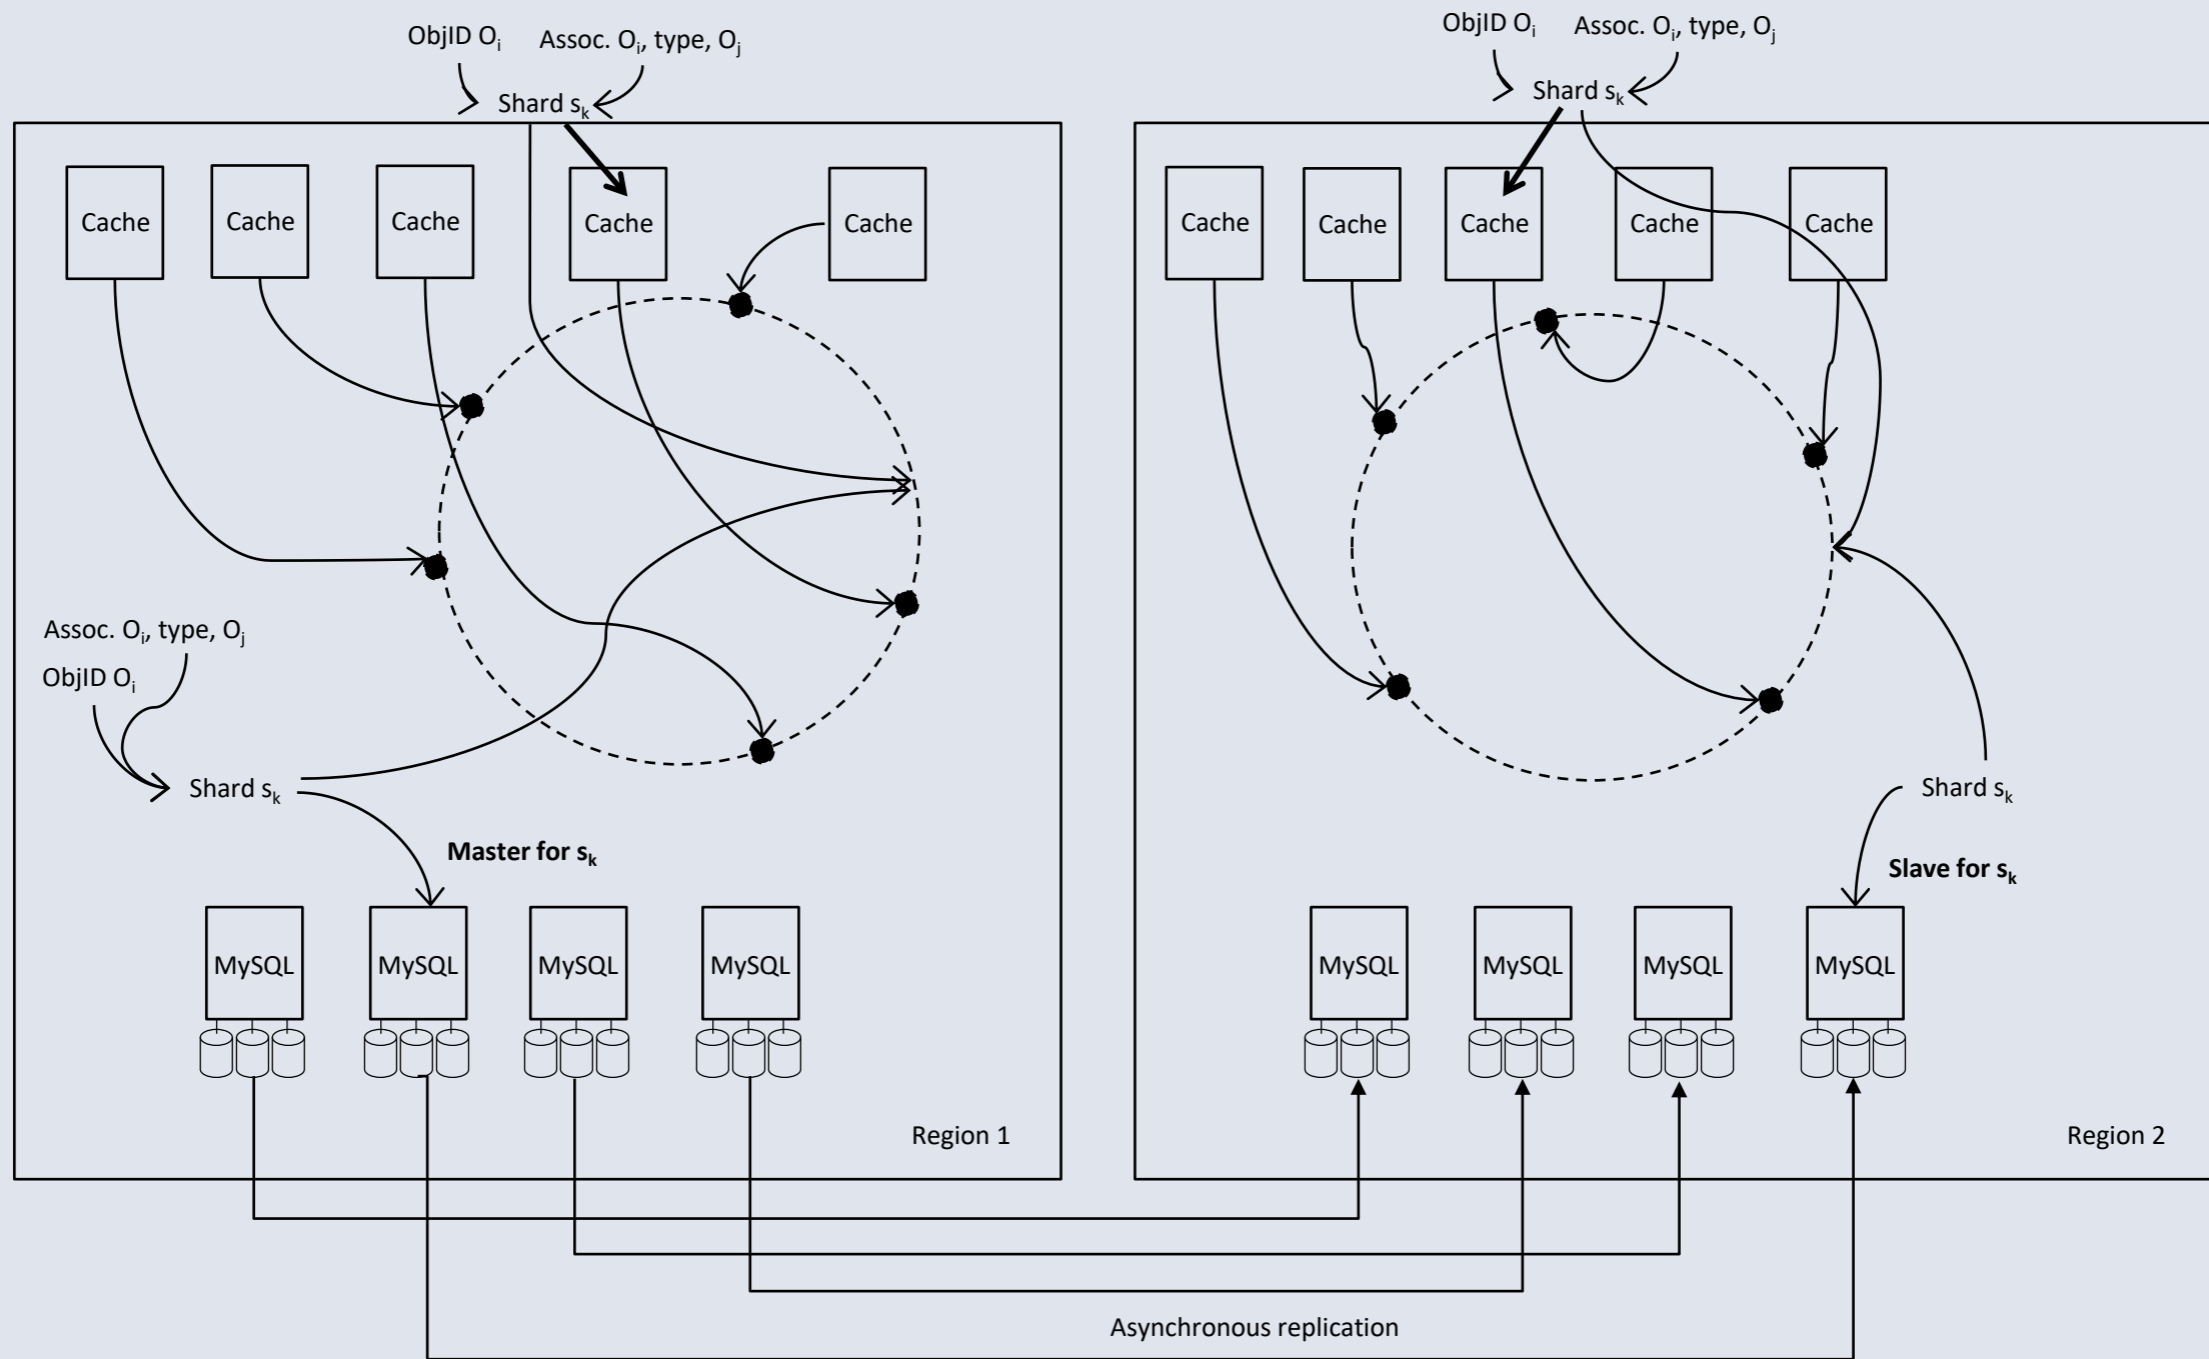 ObjID Oi
Assoc. Oi, type, Oj
Shard sk
ObjID Oi
Assoc. Oi, type, Oj
Shard sk
Cache
Cache
Cache
Cache
Cache
Cache
Cache
Cache
Cache
Cache
Assoc. Oi, type, Oj
ObjID Oi
Shard sk
Shard sk
Master for sk
Slave for sk
MySQL
MySQL
MySQL
MySQL
MySQL
MySQL
MySQL
MySQL
Region 1
Region 2
Asynchronous replication